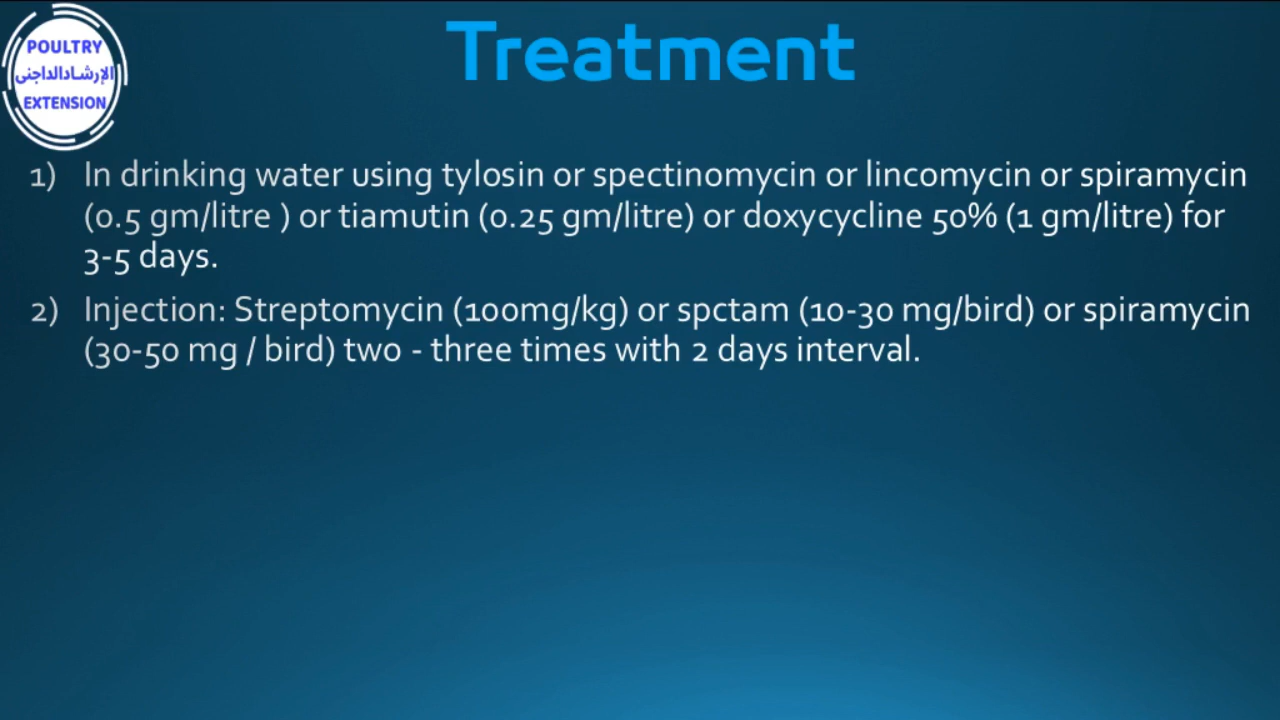 POULTRY
الإرشادالداجنى
EXTENSION
Treatment
1) In drinking water using tylosin or spectinomycin or lincomycin or spiramycin
(0.5 gm/litre ) or tiamutin (0.25 gm/litre) or doxycycline 50% (1 gm/litre) for
3-5 days.
2) Injection: Streptomycin (100mg/kg) or spctam (10-30 mg/bird) or spiramycin
(30-50 mg / bird) two - three times with 2 days interval.